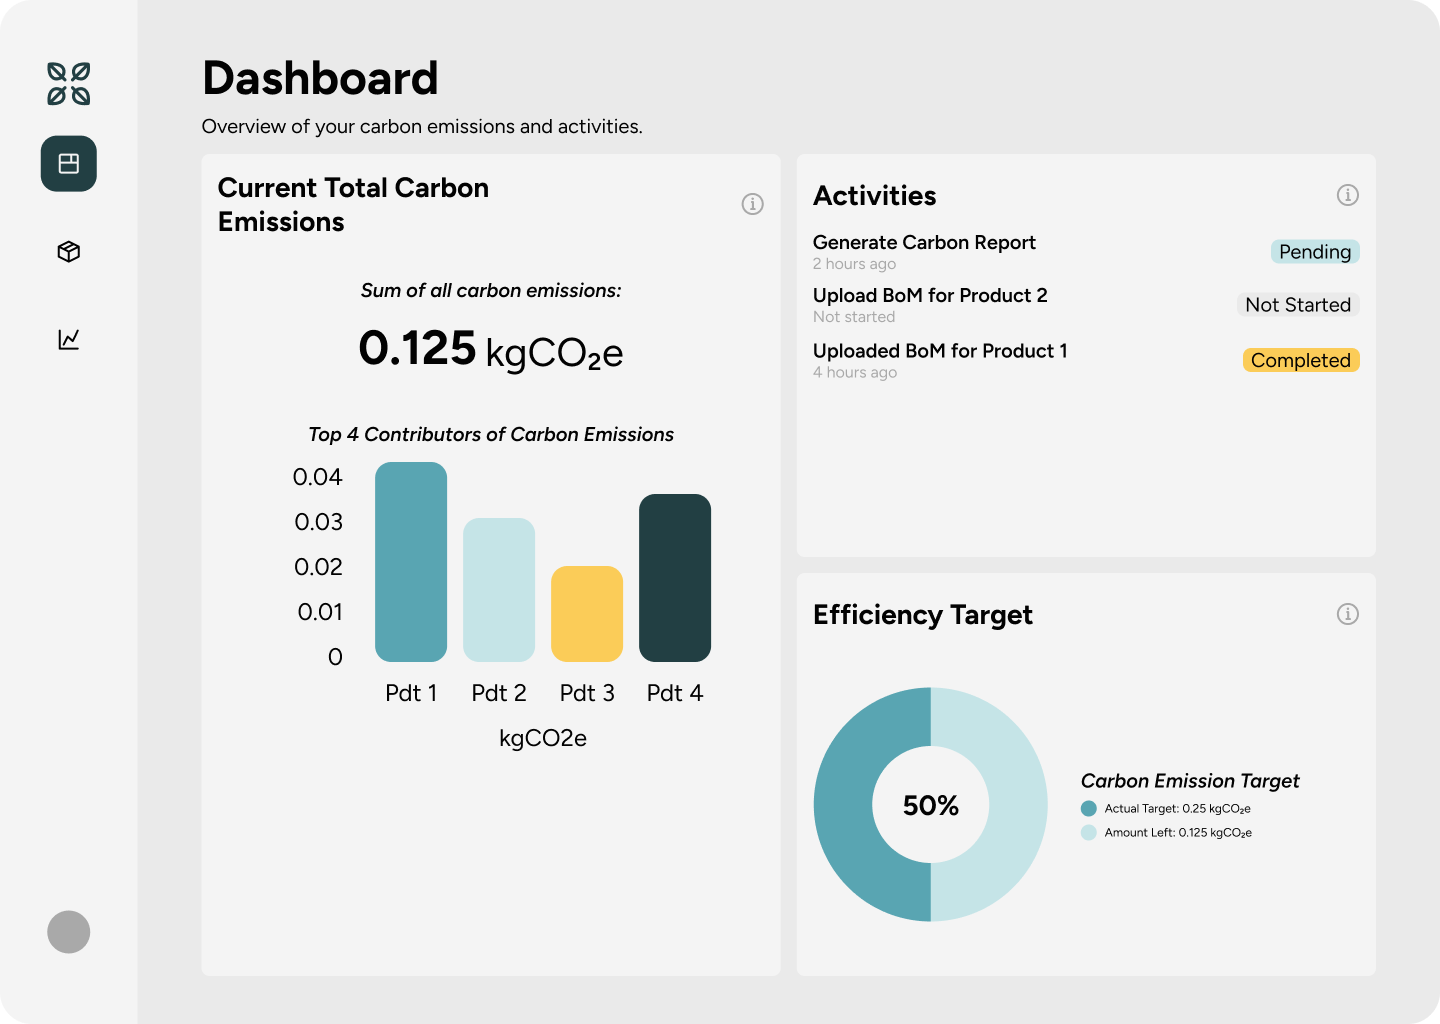 Dashboard
Overview of your carbon emissions and activities.
Current Total Carbon
Emissions
Sum of all carbon emissions:
0.125 kgCO₂e
Top 4 Contributors of Carbon Emissions
0.04
0.03
0.02
0.01
0
Pdt 1 Pdt 2 Pdt 3 Pdt 4
kgCO2e
Activities
Generate Carbon Report
2 hours ago
Pending
Upload BoM for Product 2
Not started
Not Started
Uploaded BoM for Product 1
4 hours ago
Completed
Efficiency Target
50%
Carbon Emission Target
Actual Target: 0.25 kgCO₂e
Amount Left: 0.125 kgCO₂e